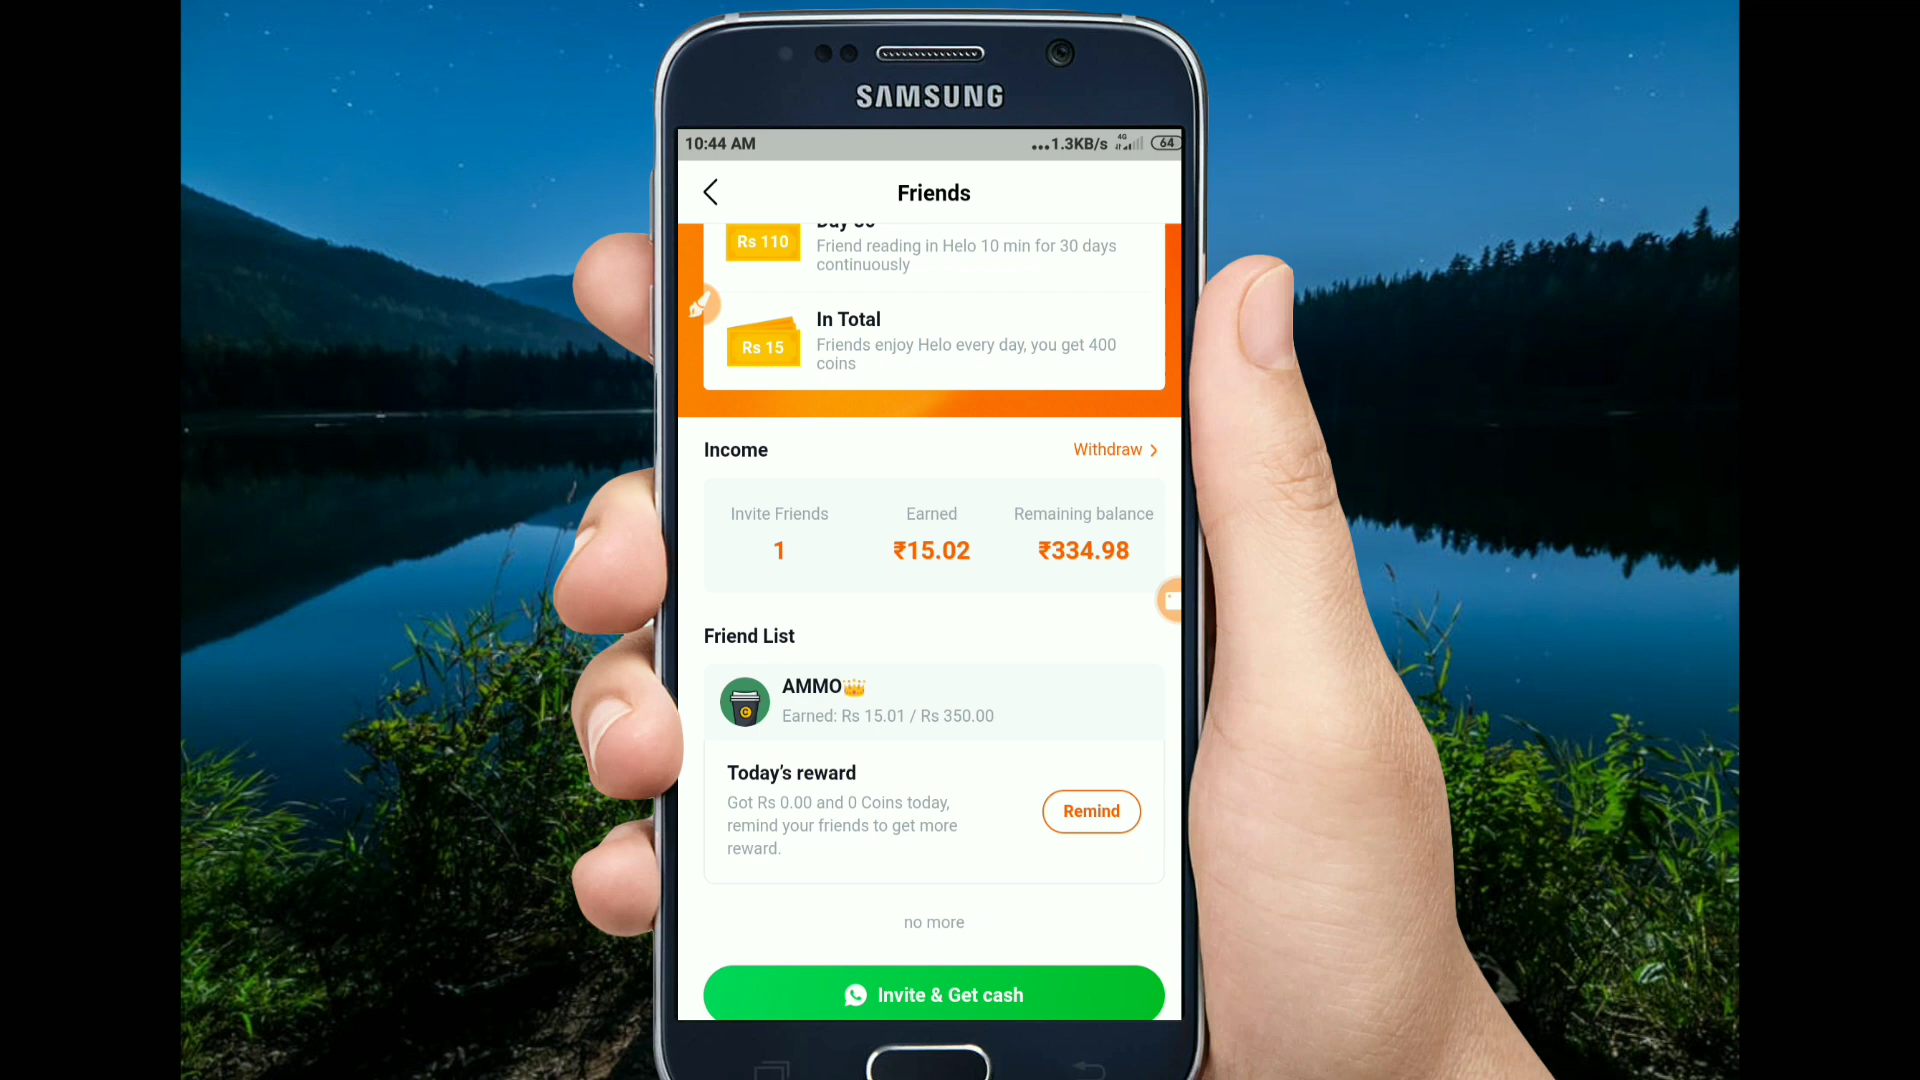 SAMSUNG
10:44 AM
...1.3KB/s 4G 64
Friends
Day 30
Rs 110
Friend reading in Helo 10 min for 30 days
continuously
In Total
Rs 15
Friends enjoy Helo every day, you get 400
coins
Income
Withdraw >
Invite Friends Earned Remaining balance
1 ₹15.02 ₹334.98
Friend List
AMMO👑
Earned: Rs 15.01 / Rs 350.00
Today's reward
Got Rs 0.00 and 0 Coins today,
remind your friends to get more
reward.
Remind
no more
Invite & Get cash